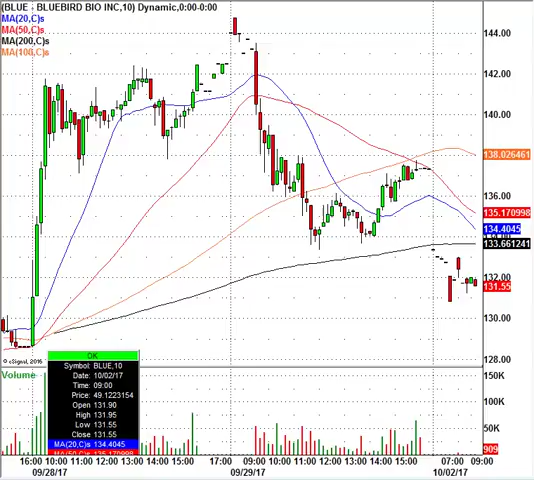 (BLUE - BLUEBIRD BIO INC,10) Dynamic,0:00-0:00
MA(20,C)s
MA(50,C)s
MA(200,C)s
MA(100,C)s
144.00
142.00
140.00
138.026461
136.00
135.170998
134.4045
134.00
133.661241
132.00
131.55
130.00
128.00
© eSignal, 2016
Volume
150K
100K
50K
909
OK
Symbol: BLUE,10
Date: 10/02/17
Time: 09:00
Price: 49.1223154
Open 131.90
High 131.95
Low 131.55
Close 131.55
MA(20,C)s 134.4045
MA(50,C)s 135.170998
16:00 10:00 11:00 12:00 13:00 14:00 15:00 17:00 09:00 10:00 11:00 12:00 13:00 14:00 15:00 07:00 09:00
09/28/17 09/29/17 10/02/17